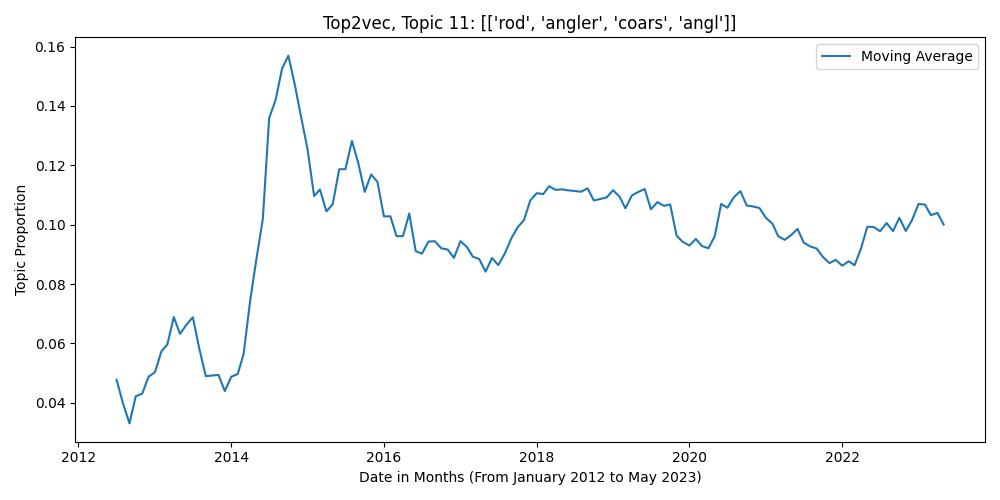 Top2vec, Topic 11: [['rod', 'angler', 'coars', 'angl']]
Moving Average
Topic Proportion
0.16
0.14
0.12
0.10
0.08
0.06
0.04
2012 2014 2016 2018 2020 2022
Date in Months (From January 2012 to May 2023)